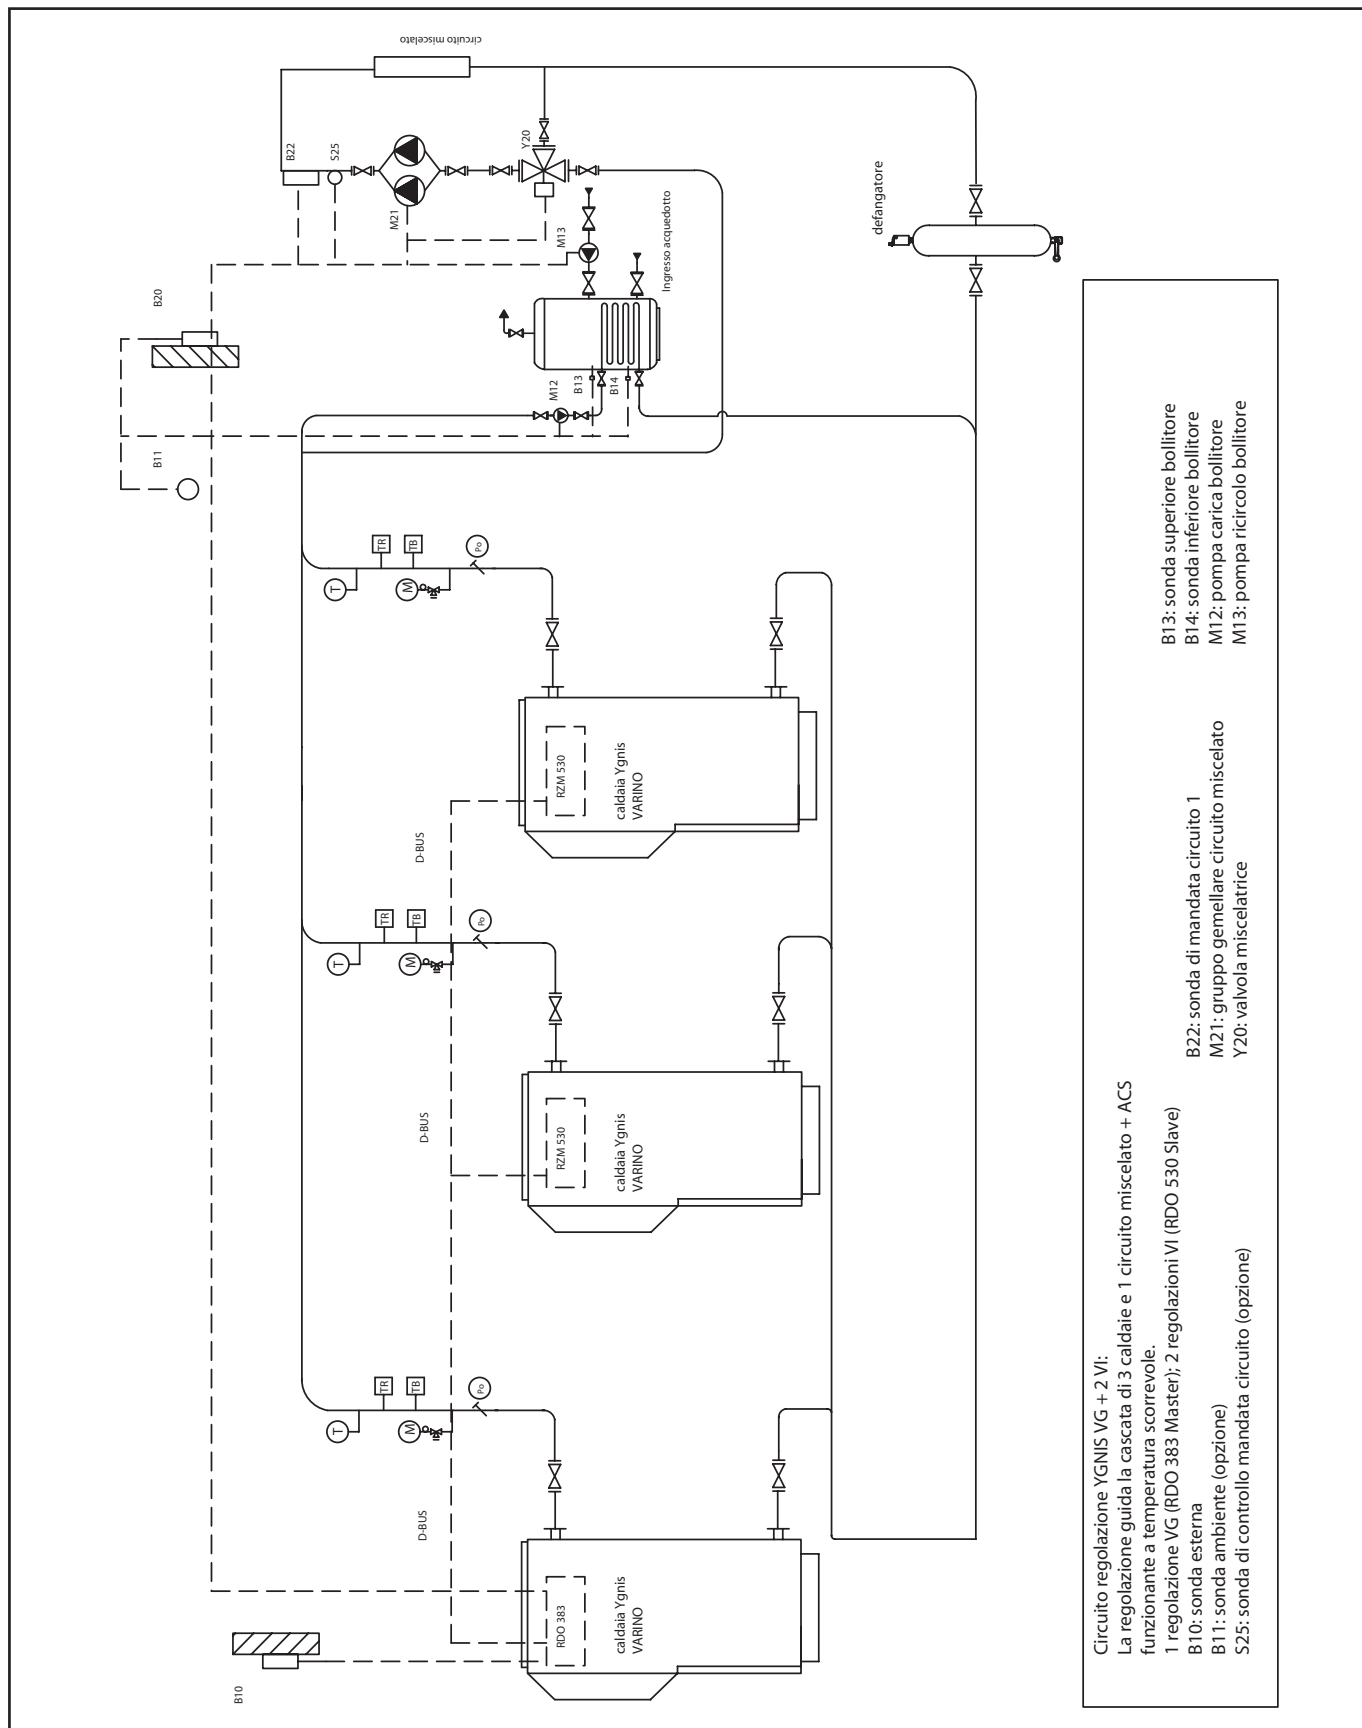 circuito miscelato
B22
S25
M21
Y20
M13
Ingresso acquedotto
defangatore
B20
B11
M12
B13
B14
TR
TB
T
M
Po
D-BUS
RZM 530
caldaia Ygnis
VARINO
TR
TB
T
M
Po
D-BUS
RZM 530
caldaia Ygnis
VARINO
TR
TB
T
M
Po
D-BUS
RDO 383
caldaia Ygnis
VARINO
B10
Circuito regolazione YGNIS VG + 2 VI:
La regolazione guida la cascata di 3 caldaie e 1 circuito miscelato + ACS
funzionante a temperatura scorrevole.
1 regolazione VG (RDO 383 Master); 2 regolazioni VI (RDO 530 Slave)
B10: sonda esterna
B11: sonda ambiente (opzione)
S25: sonda di controllo mandata circuito (opzione)
B22: sonda di mandata circuito 1
M21: gruppo gemellare circuito miscelato
Y20: valvola miscelatrice
B13: sonda superiore bollitore
B14: sonda inferiore bollitore
M12: pompa carica bollitore
M13: pompa ricircolo bollitore